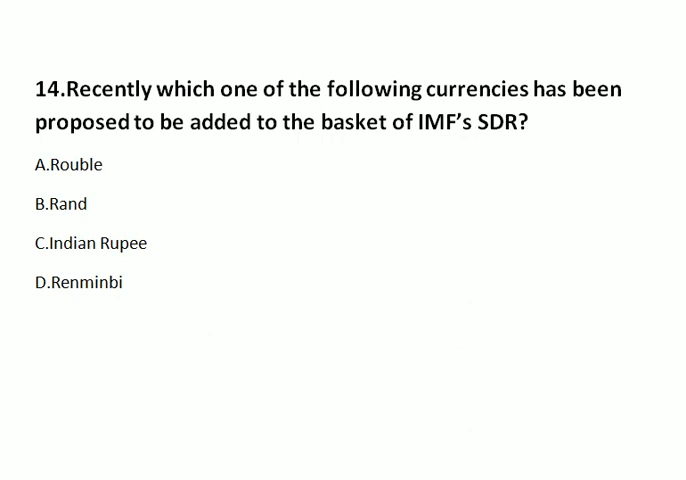 14.Recently which one of the following currencies has been
proposed to be added to the basket of IMF’s SDR?
A.Rouble
B.Rand
C.Indian Rupee
D.Renminbi